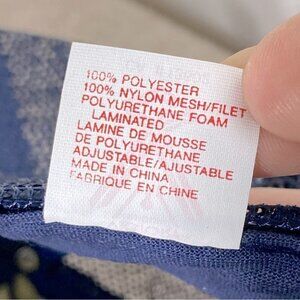 100% POLYESTER
100% NYLON MESH/FILET
POLYURETHANE FOAM
LAMINATED
LAMINE DE MOUSSE
DE POLYURETHANE
ADJUSTABLE/AJUSTABLE
MADE IN CHINA
FABRIQUE EN CHINE